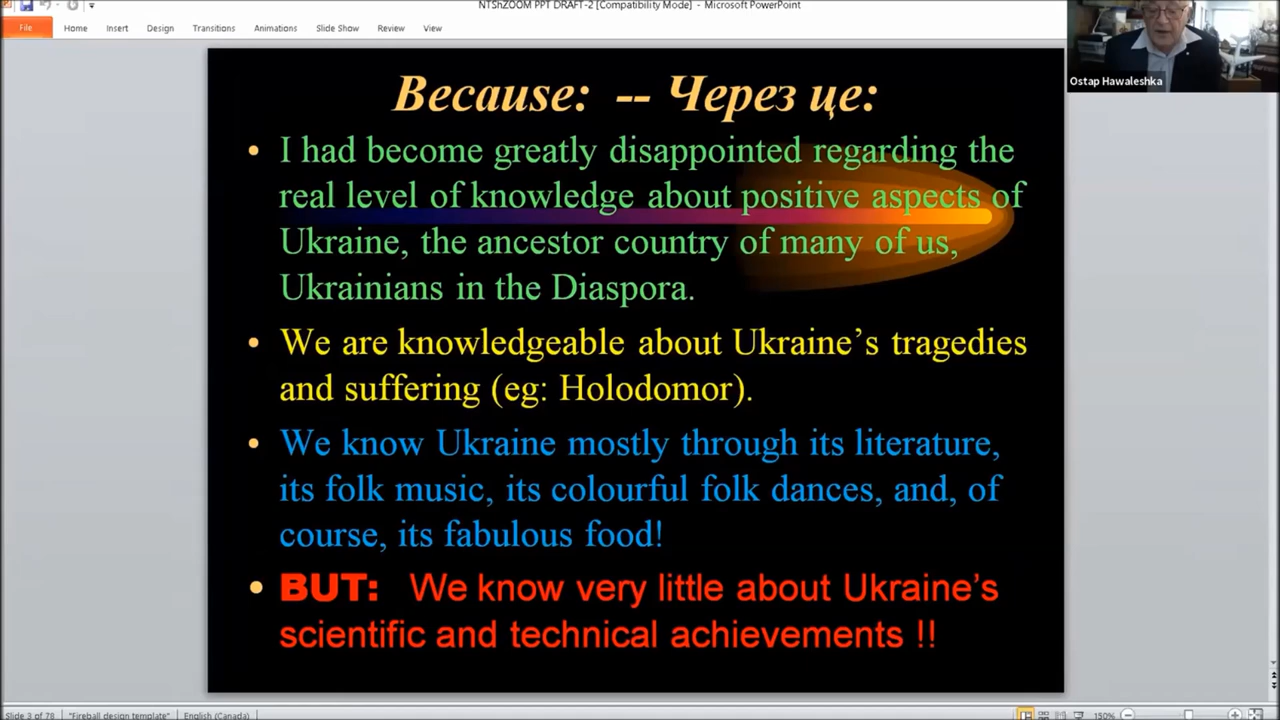 NTShZOOM PPT DRAFT-2 [Compatibility Mode] - Microsoft PowerPoint
File Home Insert Design Transitions Animations Slide Show Review View
Ostap Hawaleshka
Because: -- Через це:
• I had become greatly disappointed regarding the
real level of knowledge about positive aspects of
Ukraine, the ancestor country of many of us,
Ukrainians in the Diaspora.
• We are knowledgeable about Ukraine’s tragedies
and suffering (eg: Holodomor).
• We know Ukraine mostly through its literature,
its folk music, its colourful folk dances, and, of
course, its fabulous food!
• BUT: We know very little about Ukraine’s
scientific and technical achievements !!
Slide 3 of 78 "Fireball design template" English (Canada) 150%